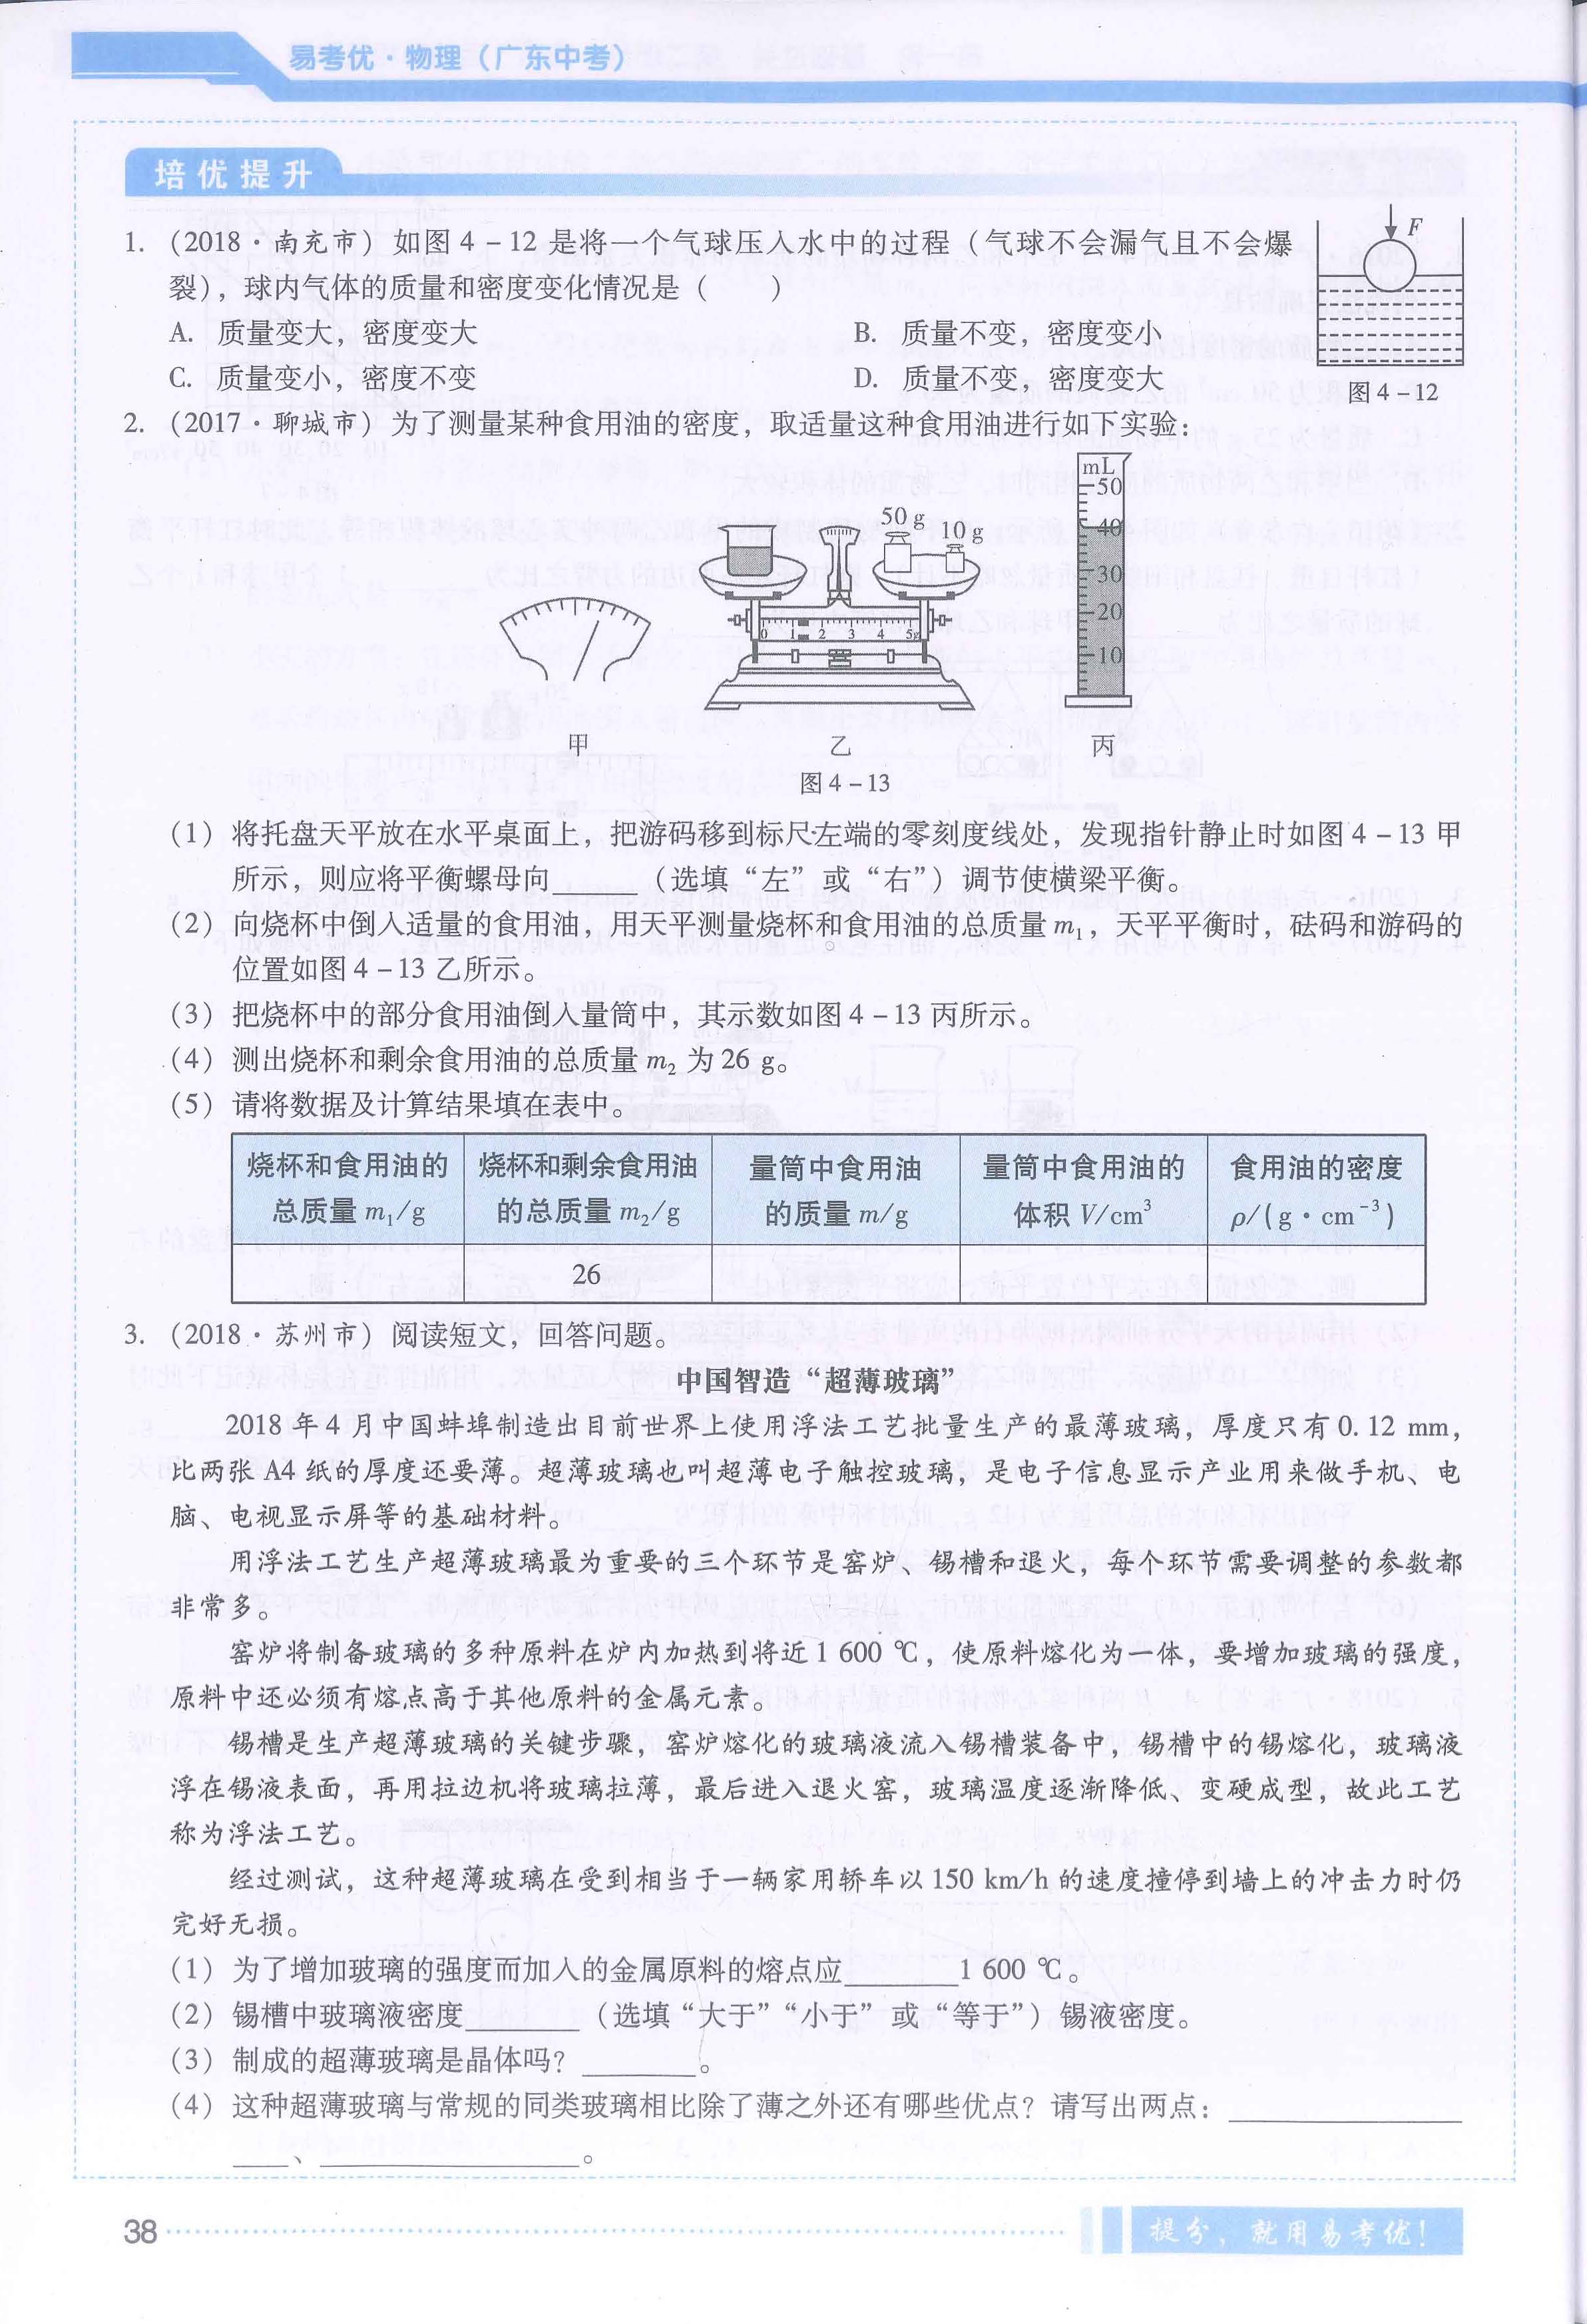 易考优·物理（广东中考）
培优提升
1. （2018·南充市）如图4-12是将一个气球压入水中的过程（气球不会漏气且不会爆
裂），球内气体的质量和密度变化情况是（　　）
A. 质量变大，密度变大
B. 质量不变，密度变小
C. 质量变小，密度不变
D. 质量不变，密度变大
F
图4-12
2. （2017·聊城市）为了测量某种食用油的密度，取适量这种食用油进行如下实验：
50 g
10 g
0 1 2 3 4 5g
mL
50
40
30
20
10
甲
乙
丙
图4-13
（1）将托盘天平放在水平桌面上，把游码移到标尺左端的零刻度线处，发现指针静止时如图4-13甲
所示，则应将平衡螺母向______（选填“左”或“右”）调节使横梁平衡。
（2）向烧杯中倒入适量的食用油，用天平测量烧杯和食用油的总质量m₁，天平平衡时，砝码和游码的
位置如图4-13乙所示。
（3）把烧杯中的部分食用油倒入量筒中，其示数如图4-13丙所示。
（4）测出烧杯和剩余食用油的总质量m₂为26 g。
（5）请将数据及计算结果填在表中。
烧杯和食用油的
总质量m₁/g
烧杯和剩余食用油
的总质量m₂/g
量筒中食用油
的质量m/g
量筒中食用油的
体积V/cm³
食用油的密度
ρ/(g·cm⁻³)
26
3. （2018·苏州市）阅读短文，回答问题。
中国智造“超薄玻璃”
2018年4月中国蚌埠制造出目前世界上使用浮法工艺批量生产的最薄玻璃，厚度只有0.12 mm，
比两张A4纸的厚度还要薄。超薄玻璃也叫超薄电子触控玻璃，是电子信息显示产业用来做手机、电
脑、电视显示屏等的基础材料。
用浮法工艺生产超薄玻璃最为重要的三个环节是窑炉、锡槽和退火，每个环节需要调整的参数都
非常多。
窑炉将制备玻璃的多种原料在炉内加热到将近1 600 ℃，使原料熔化为一体，要增加玻璃的强度，
原料中还必须有熔点高于其他原料的金属元素。
锡槽是生产超薄玻璃的关键步骤，窑炉熔化的玻璃液流入锡槽装备中，锡槽中的锡熔化，玻璃液
浮在锡液表面，再用拉边机将玻璃拉薄，最后进入退火窑，玻璃温度逐渐降低、变硬成型，故此工艺
称为浮法工艺。
经过测试，这种超薄玻璃在受到相当于一辆家用轿车以150 km/h的速度撞停到墙上的冲击力时仍
完好无损。
（1）为了增加玻璃的强度而加入的金属原料的熔点应______1 600 ℃。
（2）锡槽中玻璃液密度______（选填“大于”“小于”或“等于”）锡液密度。
（3）制成的超薄玻璃是晶体吗？______。
（4）这种超薄玻璃与常规的同类玻璃相比除了薄之外还有哪些优点？请写出两点：____________
___、____________。
38
提分，就用易考优！